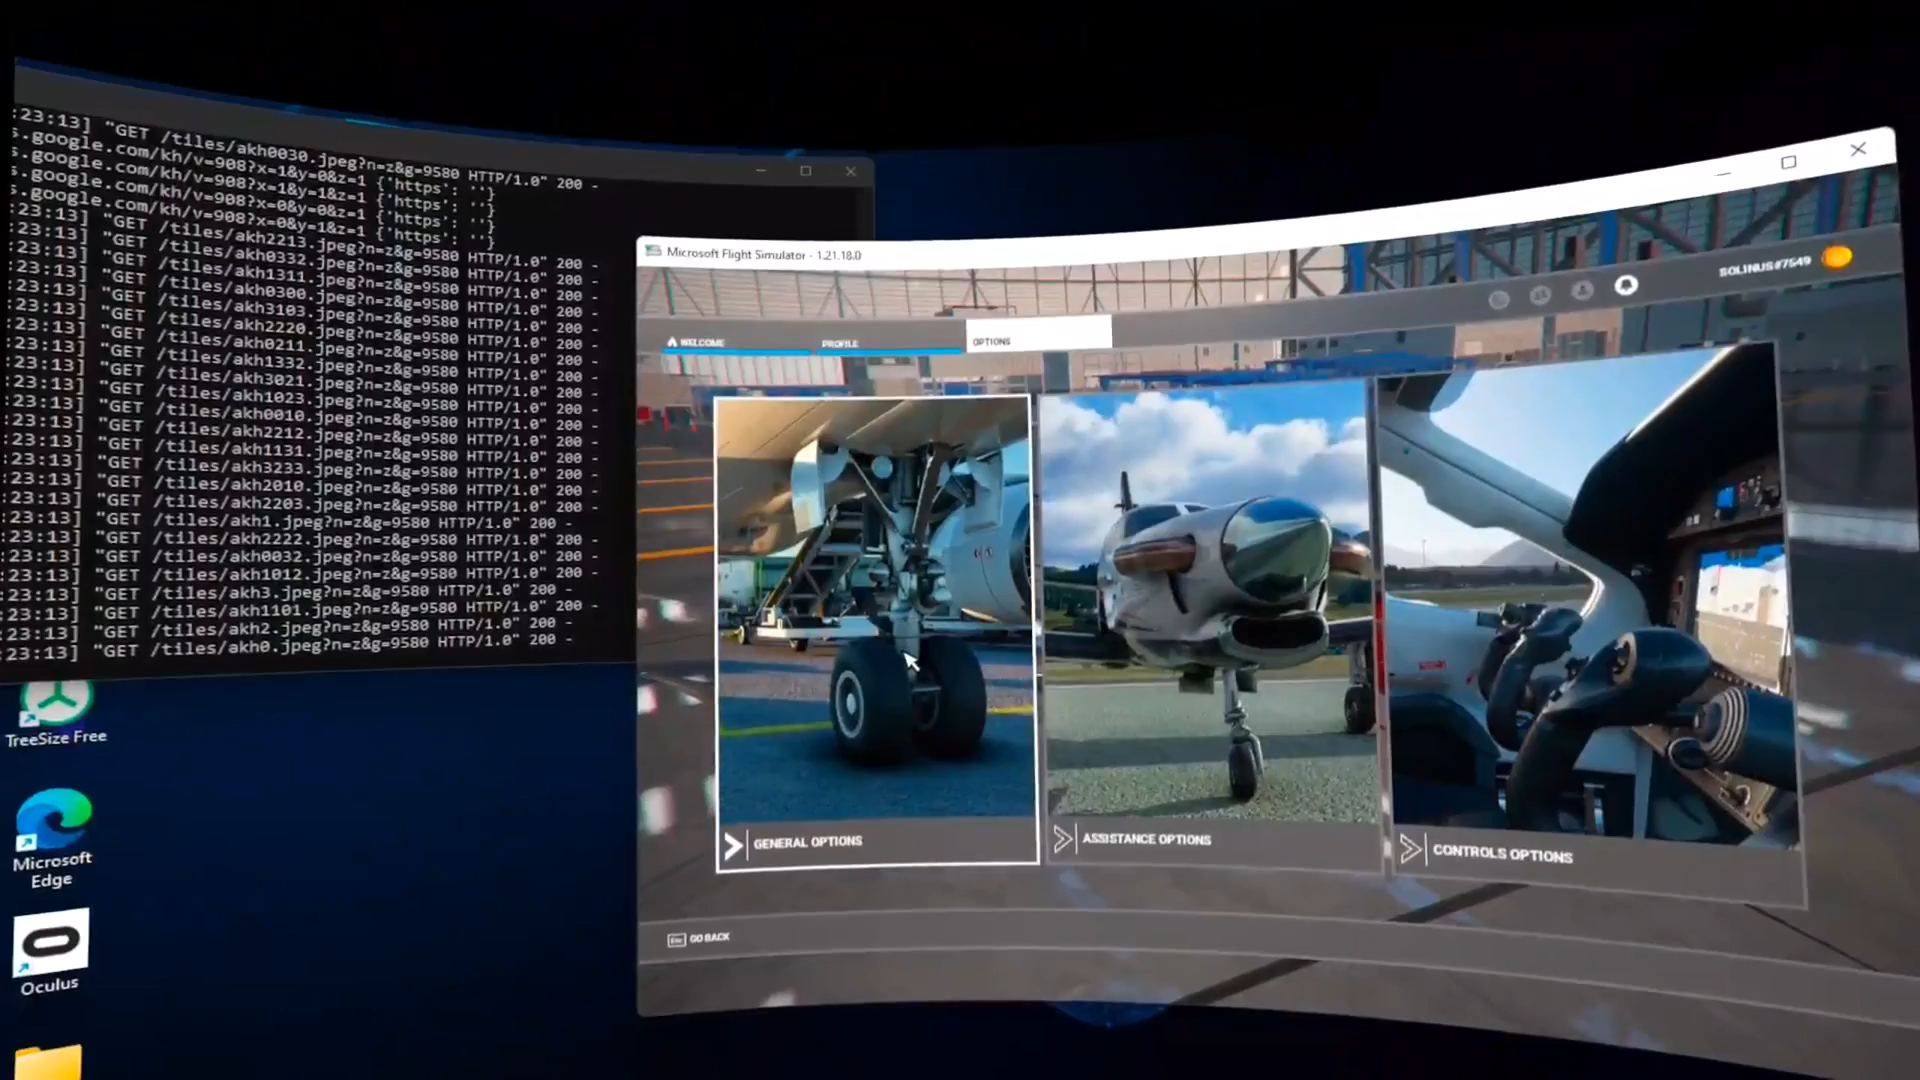 :23:13] "GET /tiles/akh0030.jpeg?n=z&g=9580 HTTP/1.0" 200 -
s.google.com/kh/v=908?x=1&y=0&z=1 {'https': ''}
s.google.com/kh/v=908?x=1&y=1&z=1 {'https': ''}
s.google.com/kh/v=908?x=0&y=0&z=1 {'https': ''}
s.google.com/kh/v=908?x=0&y=1&z=1 {'https': ''}
:23:13] "GET /tiles/akh2213.jpeg?n=z&g=9580 HTTP/1.0" 200 -
:23:13] "GET /tiles/akh0332.jpeg?n=z&g=9580 HTTP/1.0" 200 -
:23:13] "GET /tiles/akh1311.jpeg?n=z&g=9580 HTTP/1.0" 200 -
:23:13] "GET /tiles/akh0300.jpeg?n=z&g=9580 HTTP/1.0" 200 -
:23:13] "GET /tiles/akh3103.jpeg?n=z&g=9580 HTTP/1.0" 200 -
:23:13] "GET /tiles/akh2220.jpeg?n=z&g=9580 HTTP/1.0" 200 -
:23:13] "GET /tiles/akh0211.jpeg?n=z&g=9580 HTTP/1.0" 200 -
:23:13] "GET /tiles/akh1332.jpeg?n=z&g=9580 HTTP/1.0" 200 -
:23:13] "GET /tiles/akh3021.jpeg?n=z&g=9580 HTTP/1.0" 200 -
:23:13] "GET /tiles/akh1023.jpeg?n=z&g=9580 HTTP/1.0" 200 -
:23:13] "GET /tiles/akh0010.jpeg?n=z&g=9580 HTTP/1.0" 200 -
:23:13] "GET /tiles/akh2212.jpeg?n=z&g=9580 HTTP/1.0" 200 -
:23:13] "GET /tiles/akh1131.jpeg?n=z&g=9580 HTTP/1.0" 200 -
:23:13] "GET /tiles/akh3233.jpeg?n=z&g=9580 HTTP/1.0" 200 -
:23:13] "GET /tiles/akh2010.jpeg?n=z&g=9580 HTTP/1.0" 200 -
:23:13] "GET /tiles/akh2203.jpeg?n=z&g=9580 HTTP/1.0" 200 -
:23:13] "GET /tiles/akh1.jpeg?n=z&g=9580 HTTP/1.0" 200 -
:23:13] "GET /tiles/akh2222.jpeg?n=z&g=9580 HTTP/1.0" 200 -
:23:13] "GET /tiles/akh0032.jpeg?n=z&g=9580 HTTP/1.0" 200 -
:23:13] "GET /tiles/akh1012.jpeg?n=z&g=9580 HTTP/1.0" 200 -
:23:13] "GET /tiles/akh3.jpeg?n=z&g=9580 HTTP/1.0" 200 -
:23:13] "GET /tiles/akh1101.jpeg?n=z&g=9580 HTTP/1.0" 200 -
:23:13] "GET /tiles/akh2.jpeg?n=z&g=9580 HTTP/1.0" 200 -
:23:13] "GET /tiles/akh0.jpeg?n=z&g=9580 HTTP/1.0" 200 -
TreeSize Free
Microsoft
Edge
Oculus
Microsoft Flight Simulator - 1.21.18.0
SOLINUS#7549
WELCOME
PROFILE
OPTIONS
GENERAL OPTIONS
ASSISTANCE OPTIONS
CONTROLS OPTIONS
Esc GO BACK